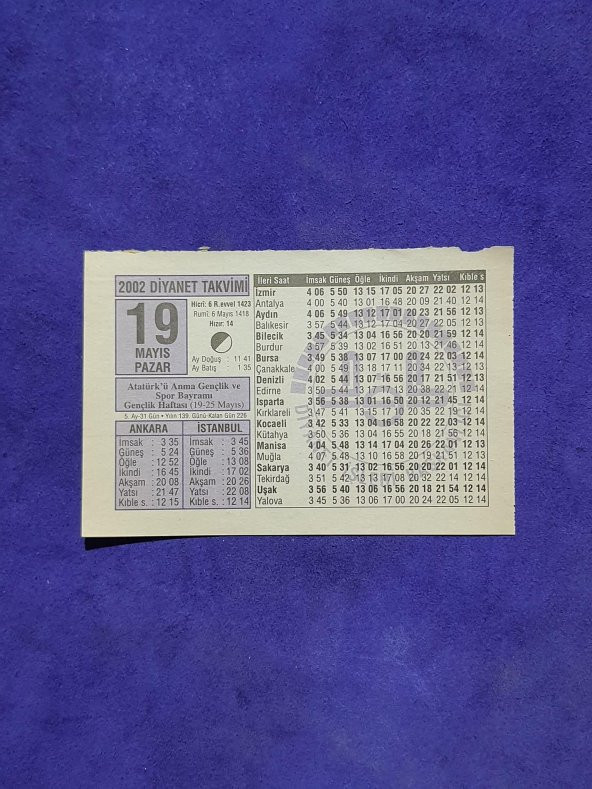 2002 DİYANET TAKVİMİ
19
MAYIS
PAZAR
Hicrî: 6 R.evvel 1423
Rumî: 6 Mayıs 1418
Hızır: 14
Ay Doğuş : 11 41
Ay Batış : 1 35
Atatürk'ü Anma Gençlik ve
Spor Bayramı
Gençlik Haftası (19-25 Mayıs)
5. Ay-31 Gün • Yılın 139. Günü-Kalan Gün 226
ANKARA
İmsak : 3 35
Güneş : 5 24
Öğle : 12 52
İkindi : 16 45
Akşam : 20 08
Yatsı : 21 47
Kıble s. : 12 15
İSTANBUL
İmsak : 3 45
Güneş : 5 36
Öğle : 13 08
İkindi : 17 02
Akşam : 20 26
Yatsı : 22 08
Kıble s. : 12 14
İleri Saat İmsak Güneş Öğle İkindi Akşam Yatsı Kıble s
İzmir 4 06 5 50 13 15 17 05 20 27 22 02 12 13
Antalya 4 00 5 40 13 01 16 48 20 09 21 40 12 14
Aydın 4 06 5 49 13 12 17 01 20 23 21 56 12 13
Balıkesir 3 57 5 44 13 12 17 04 20 27 22 05 12 13
Bilecik 3 45 5 34 13 04 16 56 20 20 22 00 12 14
Burdur 3 57 5 39 13 02 16 51 20 13 21 46 12 14
Bursa 3 49 5 38 13 07 17 00 20 24 22 03 12 14
Çanakkale 4 00 5 49 13 18 17 11 20 34 22 13 12 13
Denizli 4 02 5 44 13 07 16 56 20 17 21 51 12 14
Edirne 3 50 5 44 13 17 17 13 20 38 22 21 12 13
Isparta 3 56 5 38 13 01 16 50 20 12 21 45 12 14
Kırklareli 3 47 5 41 13 15 17 10 20 36 22 19 12 13
Kocaeli 3 42 5 33 13 04 16 58 20 22 22 03 12 14
Kütahya 3 50 5 36 13 03 16 55 20 18 21 56 12 14
Manisa 4 04 5 48 13 14 17 04 20 26 22 01 12 13
Muğla 4 07 5 48 13 10 16 58 20 19 21 51 12 13
Sakarya 3 40 5 31 13 02 16 56 20 20 22 01 12 14
Tekirdağ 3 51 5 42 13 13 17 08 20 32 22 14 12 13
Uşak 3 56 5 40 13 06 16 56 20 18 21 54 12 14
Yalova 3 45 5 36 13 07 17 00 20 24 22 05 12 14